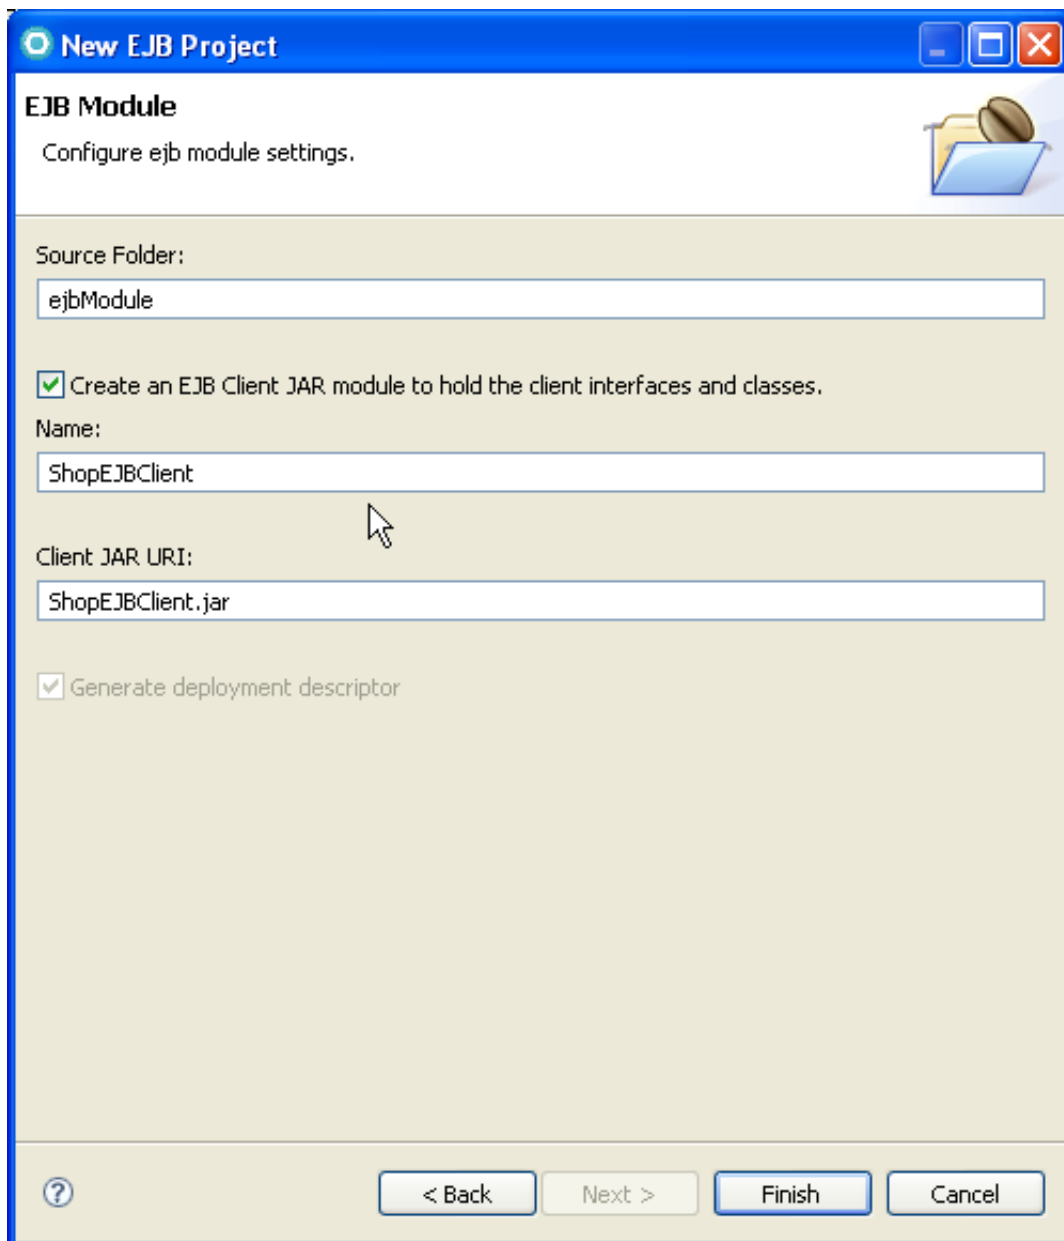 New EJB Project
EJB Module
Configure ejb module settings.
Source Folder:
ejbModule
Create an EJB Client JAR module to hold the client interfaces and classes.
Name:
ShopEJBClient
Client JAR URI:
ShopEJBClient.jar
Generate deployment descriptor
?
< Back
Next >
Finish
Cancel